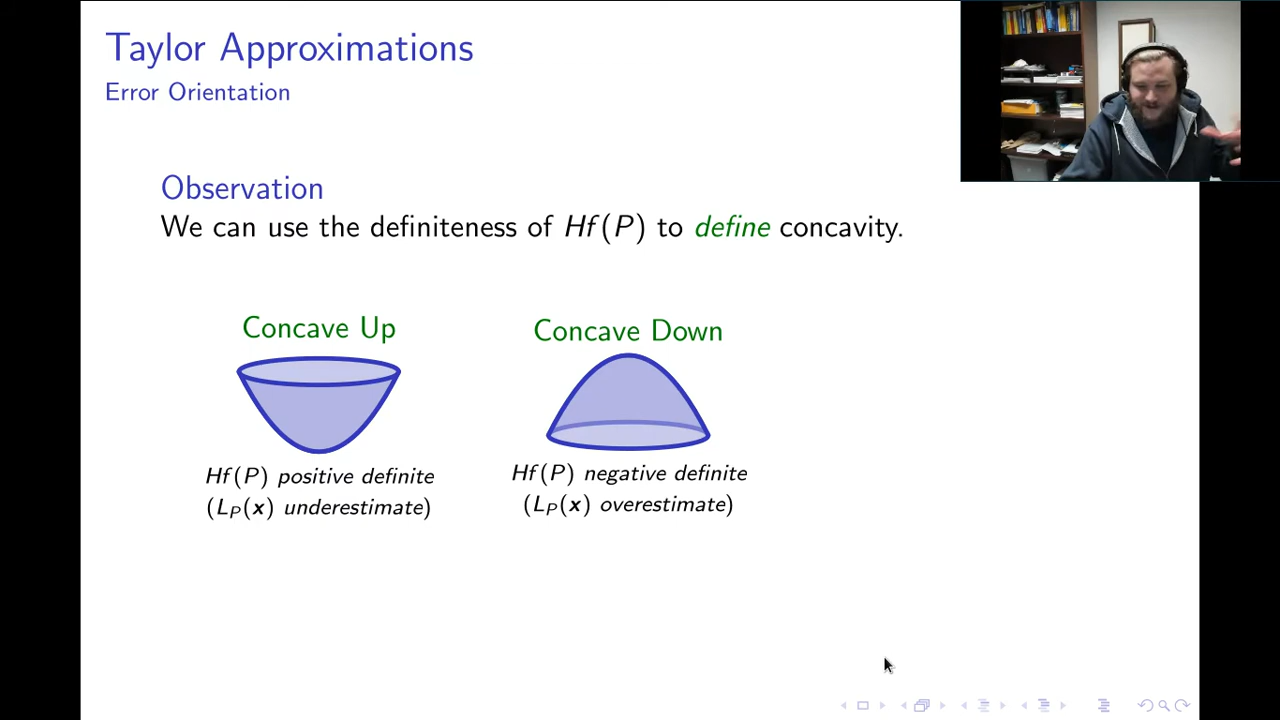 Taylor Approximations
Error Orientation
Observation
We can use the definiteness of Hf(P) to define concavity.
Concave Up
Concave Down
Hf(P) positive definite
(L_P(x) underestimate)
Hf(P) negative definite
(L_P(x) overestimate)